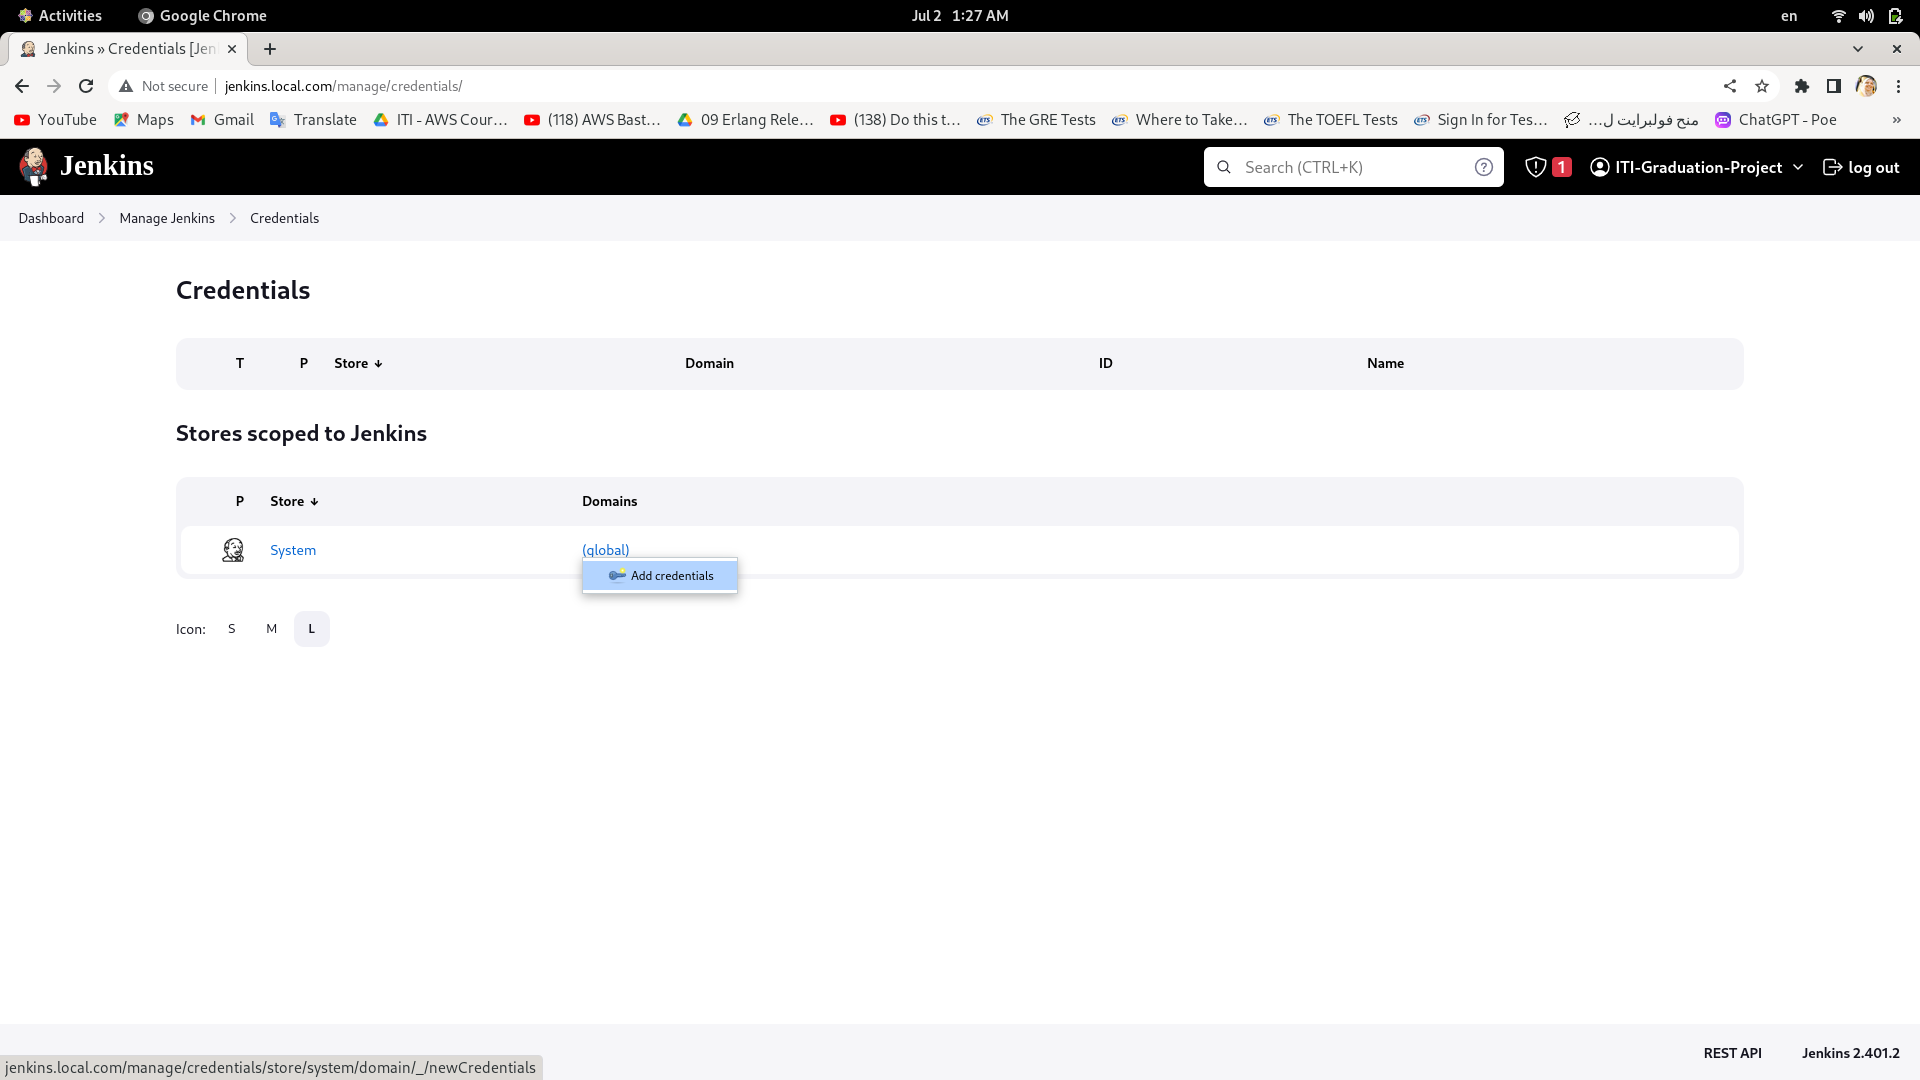 Activities Google Chrome Jul 2 1:27 AM en
Jenkins » Credentials [Jen
Not secure jenkins.local.com/manage/credentials/
YouTube Maps Gmail Translate ITI - AWS Cour… (118) AWS Bast… 09 Erlang Rele… (138) Do this t… The GRE Tests Where to Take… The TOEFL Tests Sign In for Tes… منح فولبرايت ل… ChatGPT - Poe »
Jenkins Search (CTRL+K) 1 ITI-Graduation-Project log out
Dashboard Manage Jenkins Credentials
Credentials
T P Store ↓ Domain ID Name
Stores scoped to Jenkins
P Store ↓ Domains
System (global)
Add credentials
Icon: S M L
REST API Jenkins 2.401.2
jenkins.local.com/manage/credentials/store/system/domain/_/newCredentials